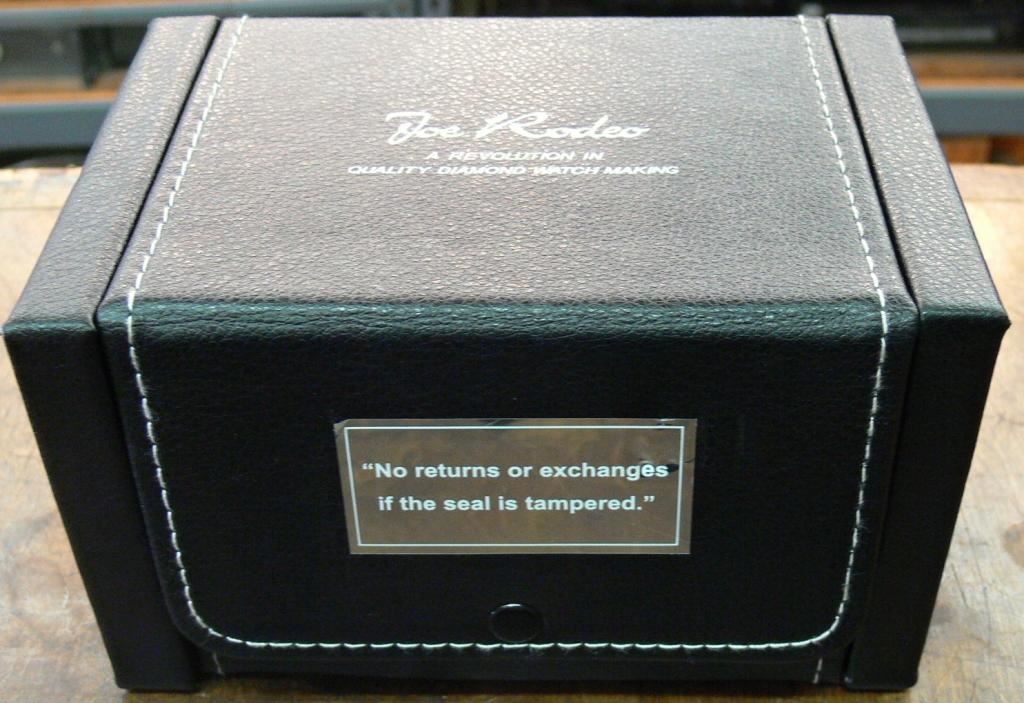 Joe Rodeo
A REVOLUTION IN
QUALITY DIAMOND WATCH MAKING
“No returns or exchanges
if the seal is tampered.”